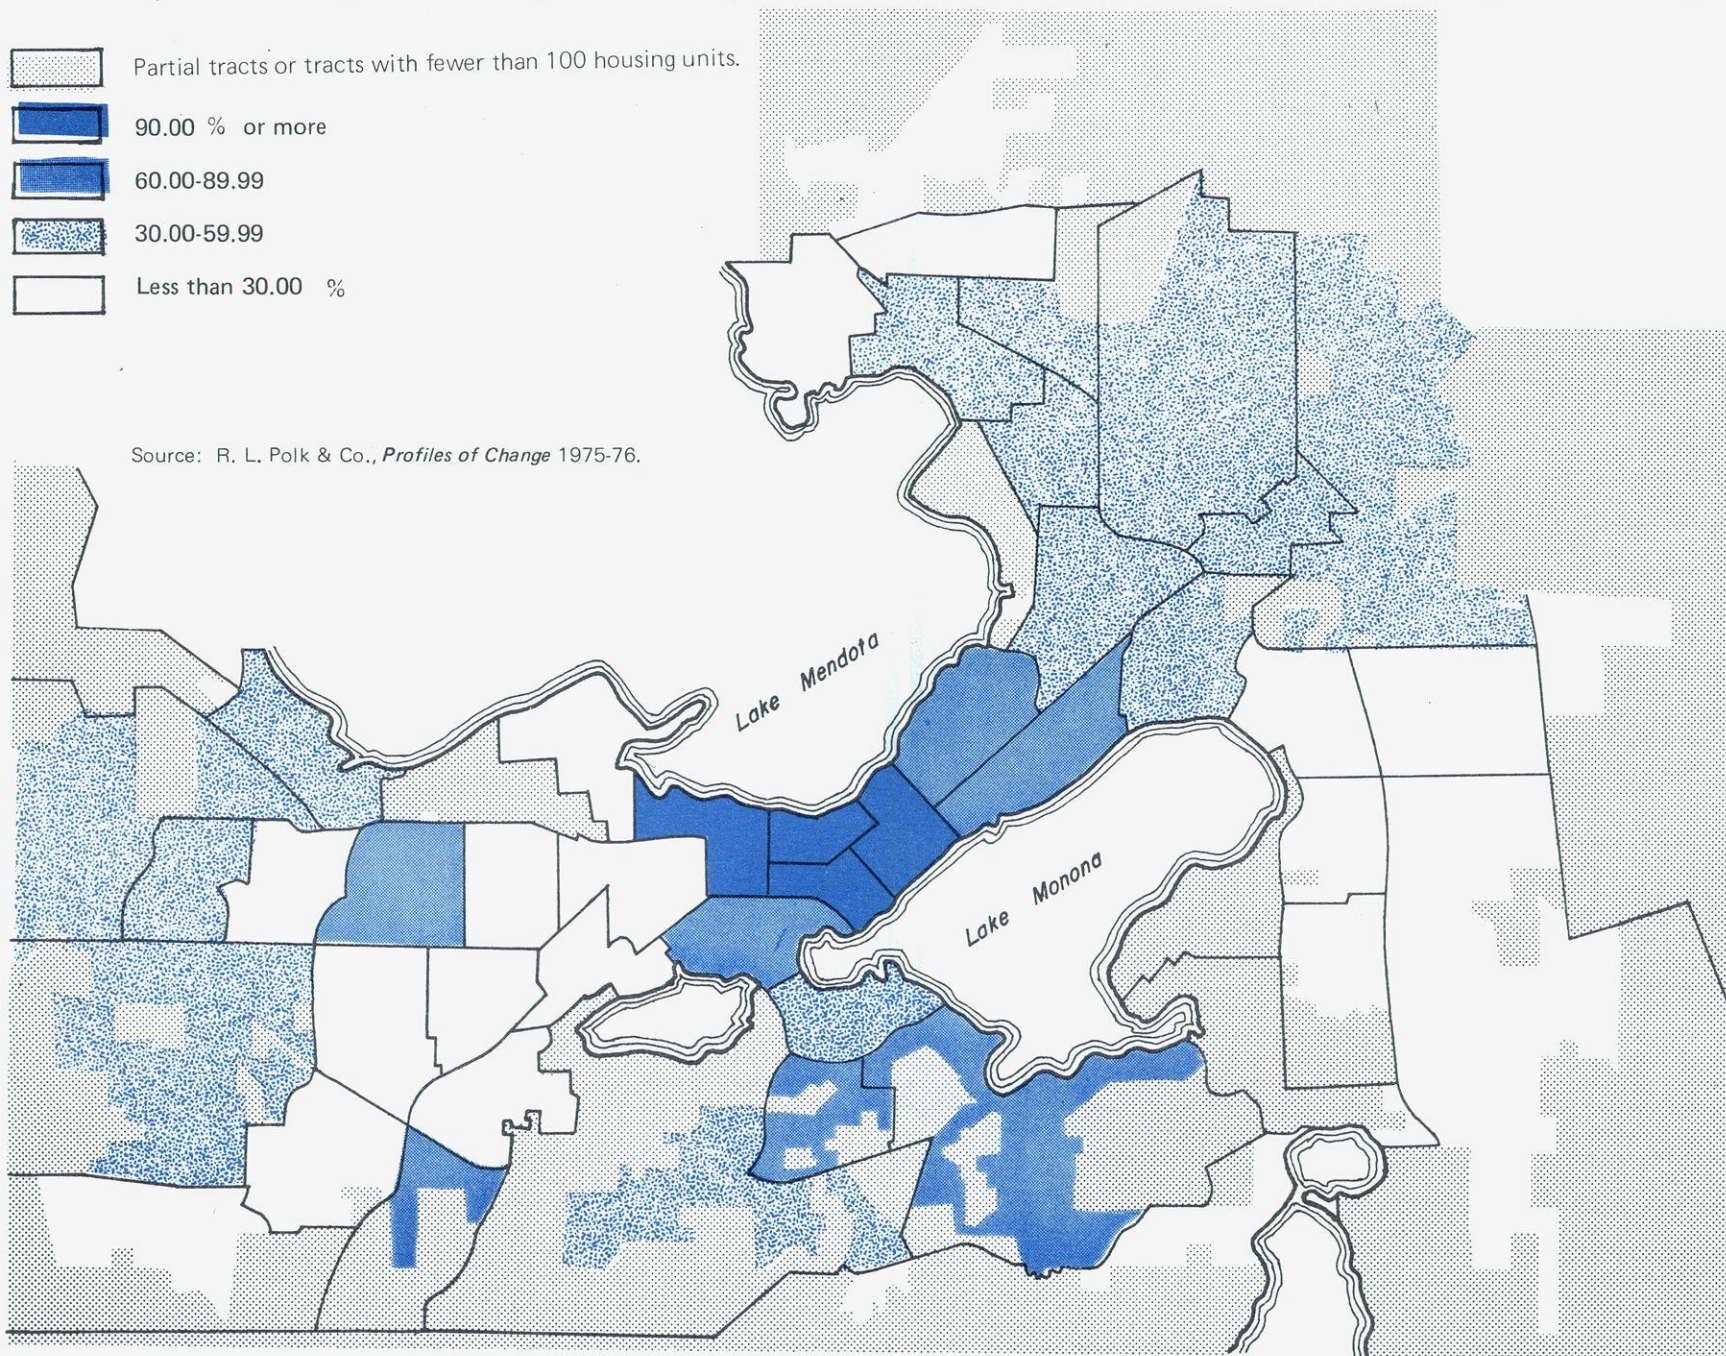 Partial tracts or tracts with fewer than 100 housing units.
90.00 % or more
60.00-89.99
30.00-59.99
Less than 30.00 %
Source: R. L. Polk & Co., Profiles of Change 1975-76.
Lake Mendota
Lake Monona